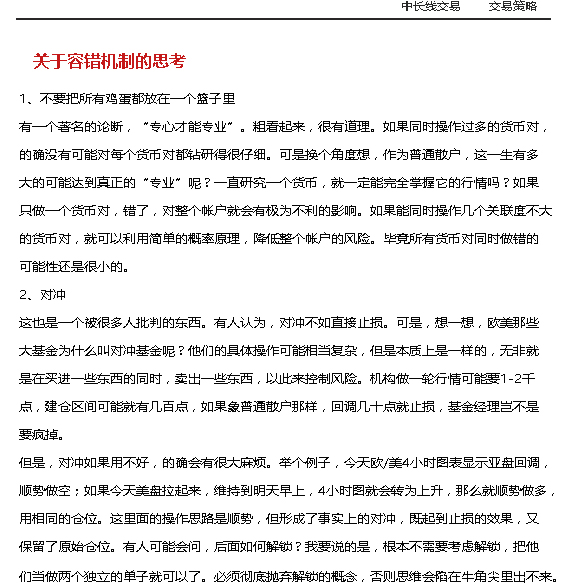 中长线交易 交易策略
关于容错机制的思考
1、不要把所有鸡蛋都放在一个篮子里
有一个著名的论断，“专心才能专业”。粗看起来，很有道理。如果同时操作过多的货币对，
的确没有可能对每个货币对都钻研得很仔细。可是换个角度想，作为普通散户，这一生有多
大的可能达到真正的“专业”呢？一直研究一个货币，就一定能完全掌握它的行情吗？如果
只做一个货币对，错了，对整个帐户就会有极为不利的影响。如果能同时操作几个关联度不大
的货币对，就可以利用简单的概率原理，降低整个帐户的风险。毕竟所有货币对同时做错的
可能性还是很小的。
2、对冲
这也是一个被很多人批判的东西。有人认为，对冲不如直接止损。可是，想一想，欧美那些
大基金为什么叫对冲基金呢？他们的具体操作可能相当复杂，但是本质上是一样的，无非就
是在买进一些东西的同时，卖出一些东西，以此来控制风险。机构做一轮行情可能要1-2千
点，建仓区间可能就有几百点，如果象普通散户那样，回调几十点就止损，基金经理岂不是
要疯掉。
但是，对冲如果用不好，的确会有很大麻烦。举个例子，今天欧/美4小时图表显示亚盘回调，
顺势做空；如果今天美盘拉起来，维持到明天早上，4小时图就会转为上升，那么就顺势做多，
用相同的仓位。这里面的操作思路是顺势，但形成了事实上的对冲，既起到止损的效果，又
保留了原始仓位。有人可能会问，后面如何解锁？我要说的是，根本不需要考虑解锁，把他
们当做两个独立的单子就可以了。必须彻底抛弃解锁的概念，否则思维会陷在牛角尖里出不来。